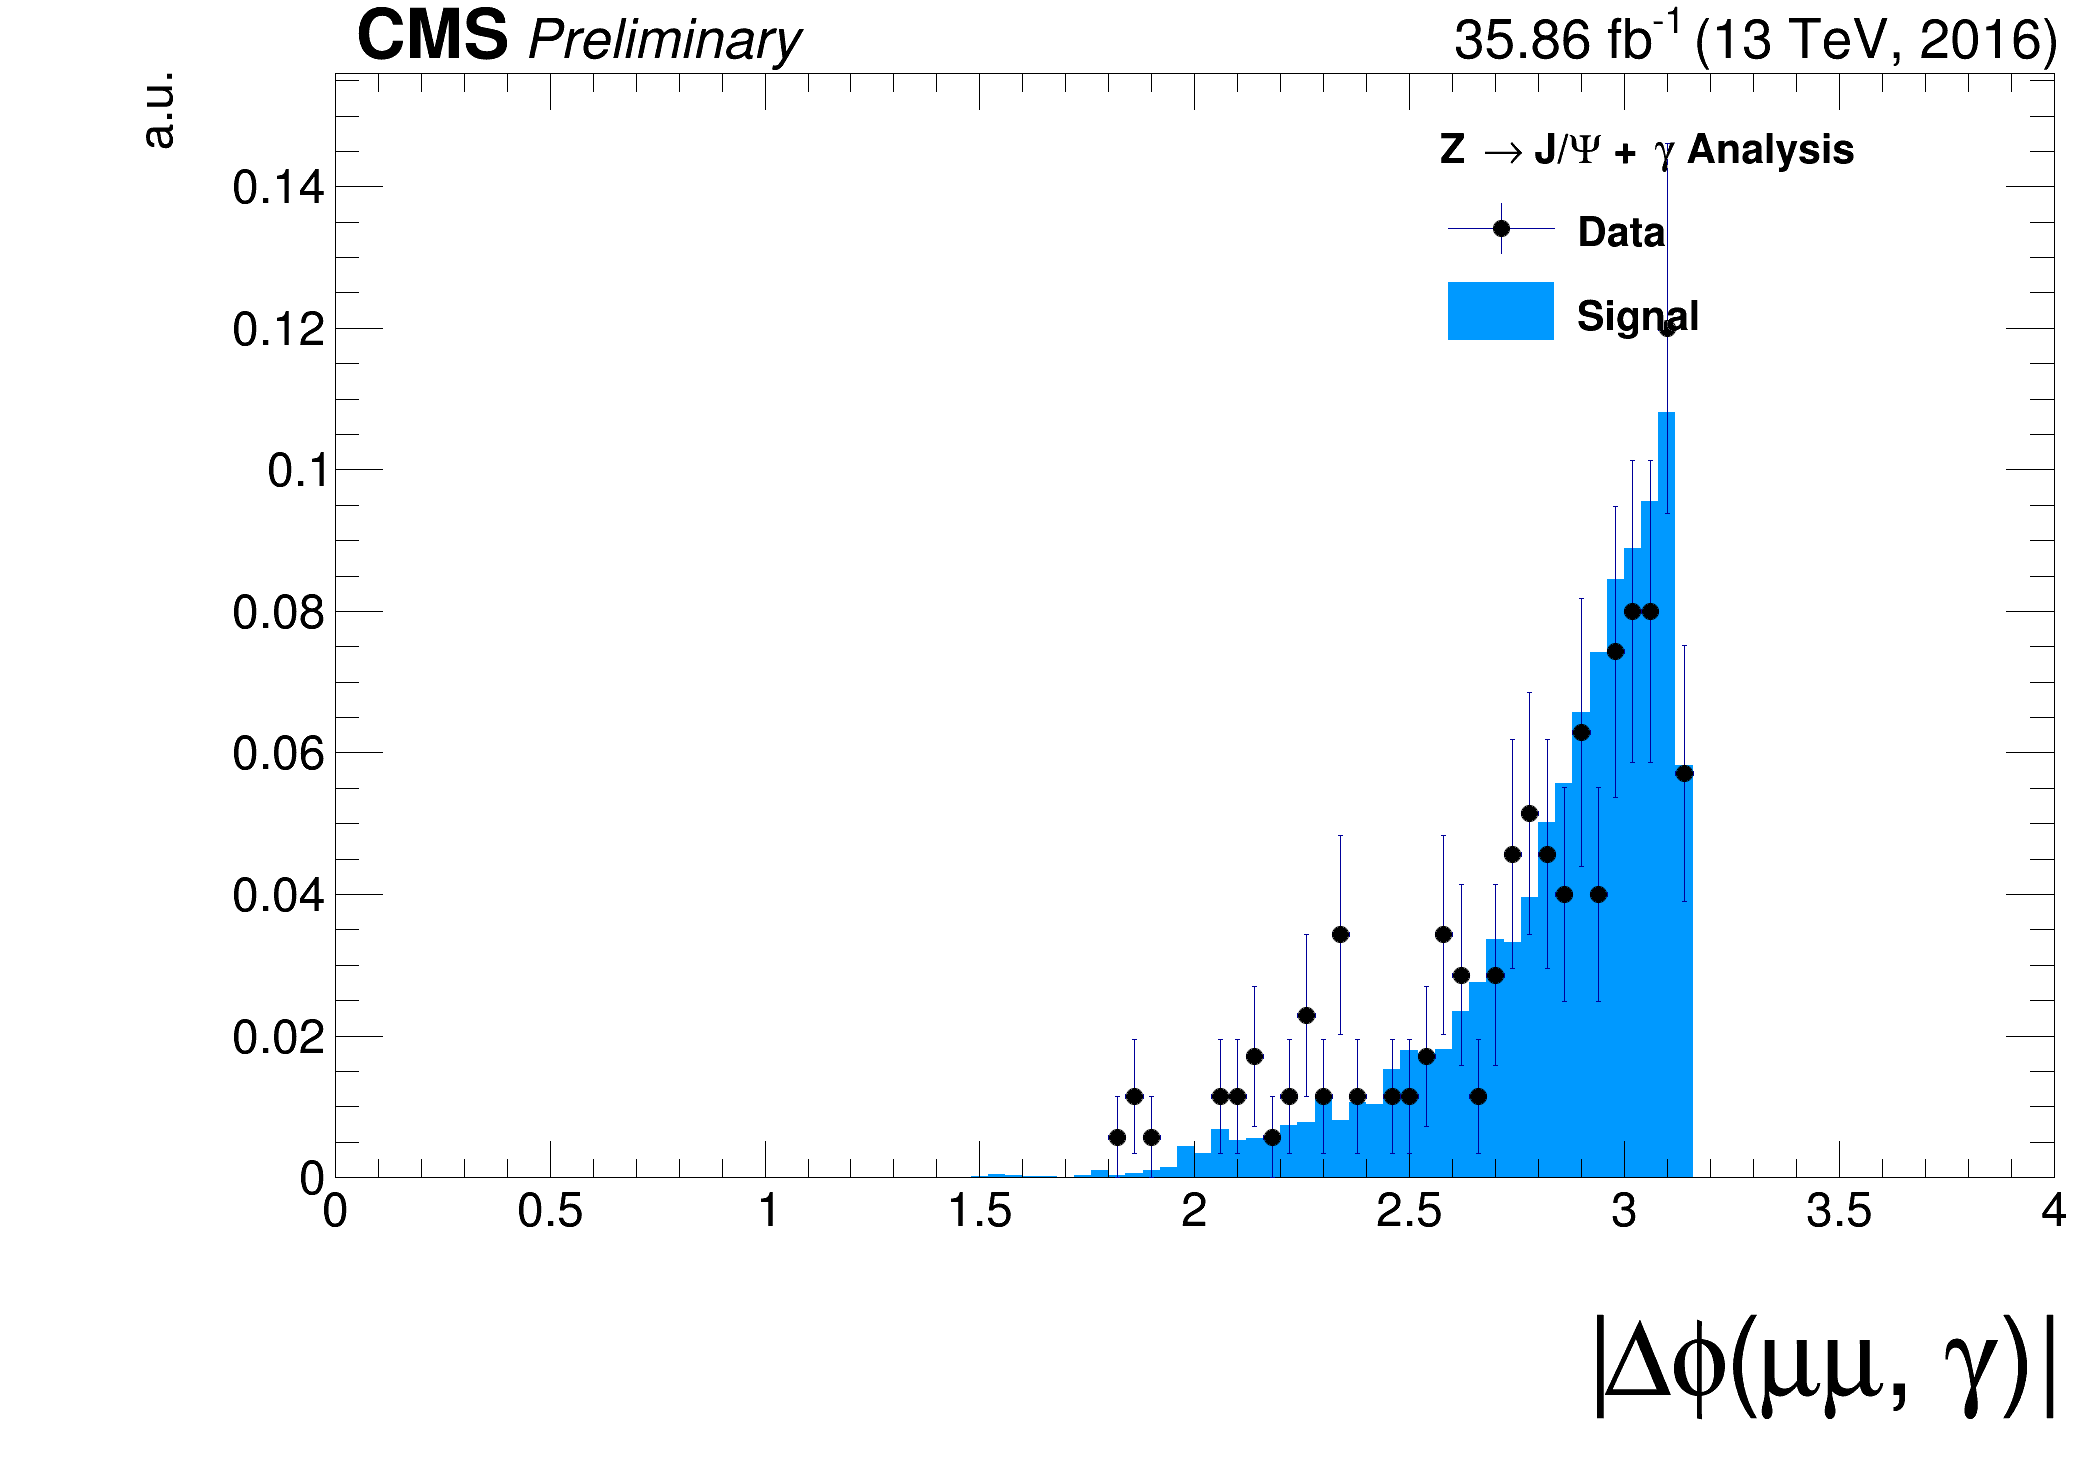 CMS Preliminary 35.86 fb⁻¹ (13 TeV, 2016)
a.u.
Z → J/Ψ + γ Analysis
Data
Signal
0.14
0.12
0.1
0.08
0.06
0.04
0.02
0
0 0.5 1 1.5 2 2.5 3 3.5 4
|Δϕ(μμ, γ)|